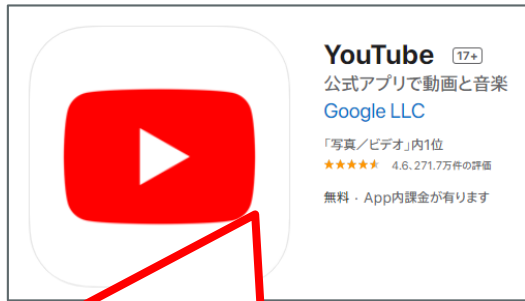 YouTube 17+
公式アプリで動画と音楽
Google LLC
「写真／ビデオ」内1位
★★★★★ 4.6、271.7万件の評価
無料・App内課金が有ります